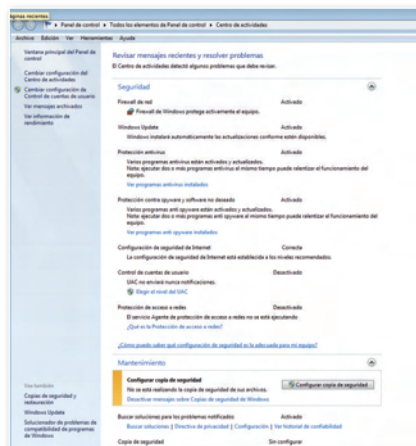 ginas recientes
Panel de control ▸ Todos los elementos de Panel de control ▸ Centro de actividades
Archivo Edición Ver Herramientas Ayuda
Ventana principal del Panel de control
Cambiar configuración del Centro de actividades
Cambiar configuración de Control de cuentas de usuario
Ver mensajes archivados
Ver información de rendimiento
Revisar mensajes recientes y resolver problemas
El Centro de actividades detectó algunos problemas que debe revisar.
Seguridad
Firewall de red Activado
Firewall de Windows protege activamente el equipo.
Windows Update Activado
Windows instalará automáticamente las actualizaciones conforme estén disponibles.
Protección antivirus Activado
Varios programas antivirus están activados y actualizados.
Nota: ejecutar dos o más programas antivirus al mismo tiempo puede ralentizar el funcionamiento del
equipo.
Ver programas antivirus instalados
Protección contra spyware y software no deseado Activado
Varios programas anti spyware están activados y actualizados.
Nota: ejecutar dos o más programas anti spyware al mismo tiempo puede ralentizar el funcionamiento del
equipo.
Ver programas anti spyware instalados
Configuración de seguridad de Internet Correcta
La configuración de seguridad de Internet está establecida a los niveles recomendados.
Control de cuentas de usuario Desactivado
UAC no enviará nunca notificaciones.
Elegir el nivel del UAC
Protección de acceso a redes Desactivado
El servicio Agente de protección de acceso a redes no se está ejecutando
¿Qué es la Protección de acceso a redes?
¿Cómo puedo saber qué configuración de seguridad es la adecuada para mi equipo?
Mantenimiento
Configurar copia de seguridad
No se está realizando la copia de seguridad de sus archivos.
Configurar copia de seguridad
Desactivar mensajes sobre Copias de seguridad de Windows
Buscar soluciones para los problemas notificados Activado
Buscar soluciones | Directiva de privacidad | Configuración | Ver historial de confiabilidad
Copia de seguridad Sin configurar
Vea también
Copias de seguridad y restauración
Windows Update
Solucionador de problemas de compatibilidad de programas de Windows